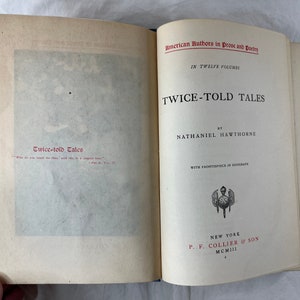 Twice-told Tales
American Authors in Prose and Poetry
IN TWELVE VOLUMES
TWICE-TOLD TALES
BY
NATHANIEL HAWTHORNE
WITH FRONTISPIECE IN DUOGRAPH
NEW YORK
P. F. COLLIER & SON
MCMIII